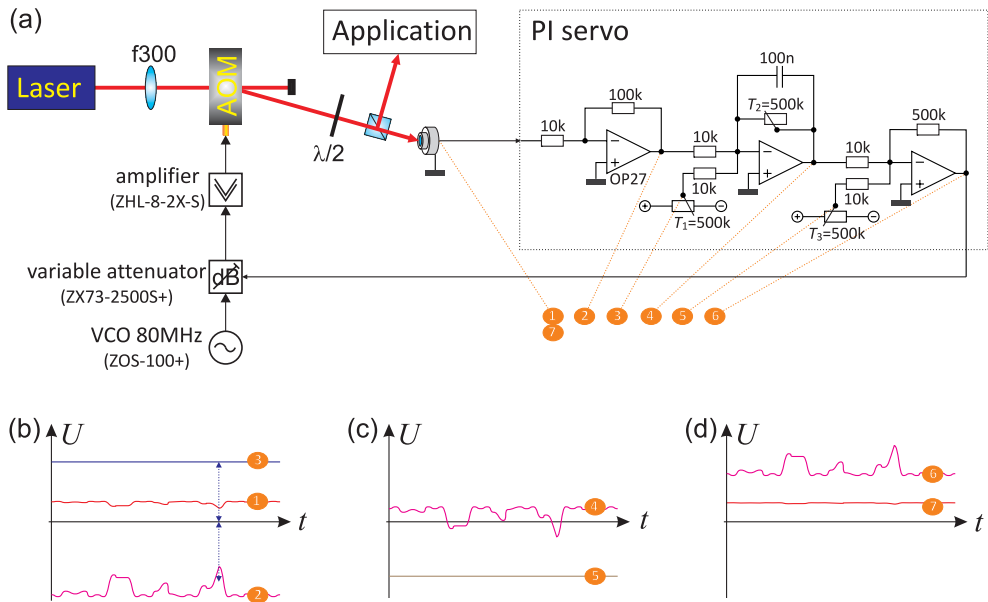 (a)
Laser
f300
AOM
Application
λ/2
PI servo
10k
100k
OP27
10k
100n
T₂=500k
10k
T₁=500k
10k
500k
10k
T₃=500k
amplifier
(ZHL-8-2X-S)
variable attenuator
(ZX73-2500S+)
dB
VCO 80MHz
(ZOS-100+)
1
2
3
4
5
6
7
(b)
U
3
1
t
2
(c)
U
4
t
5
(d)
U
6
7
t